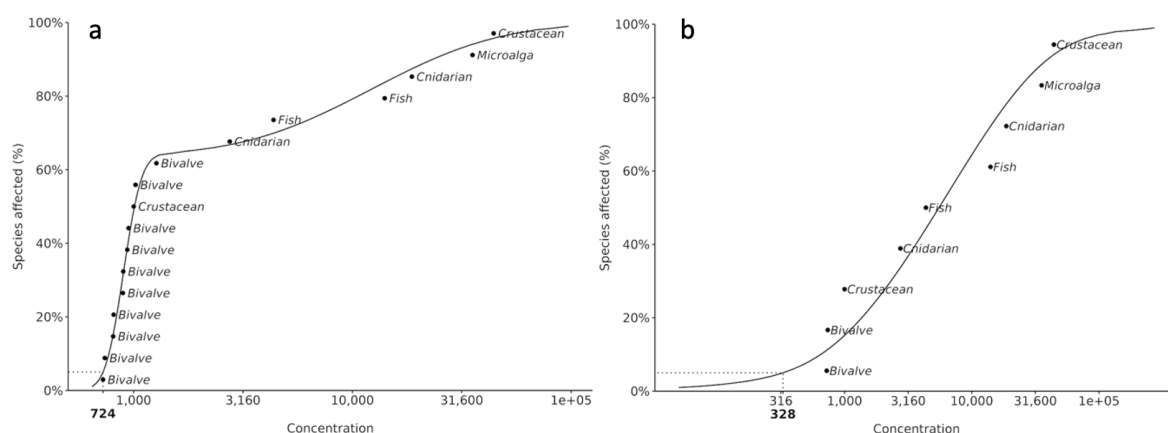 a
Species affected (%)
100%
80%
60%
40%
20%
0%
Crustacean
Microalga
Cnidarian
Fish
Fish
Cnidarian
Bivalve
Bivalve
Crustacean
Bivalve
Bivalve
Bivalve
Bivalve
Bivalve
Bivalve
Bivalve
Bivalve
1,000 3,160 10,000 31,600 1e+05
724
Concentration
b
Species affected (%)
100%
80%
60%
40%
20%
0%
Crustacean
Microalga
Cnidarian
Fish
Fish
Cnidarian
Crustacean
Bivalve
Bivalve
316 1,000 3,160 10,000 31,600 1e+05
328
Concentration